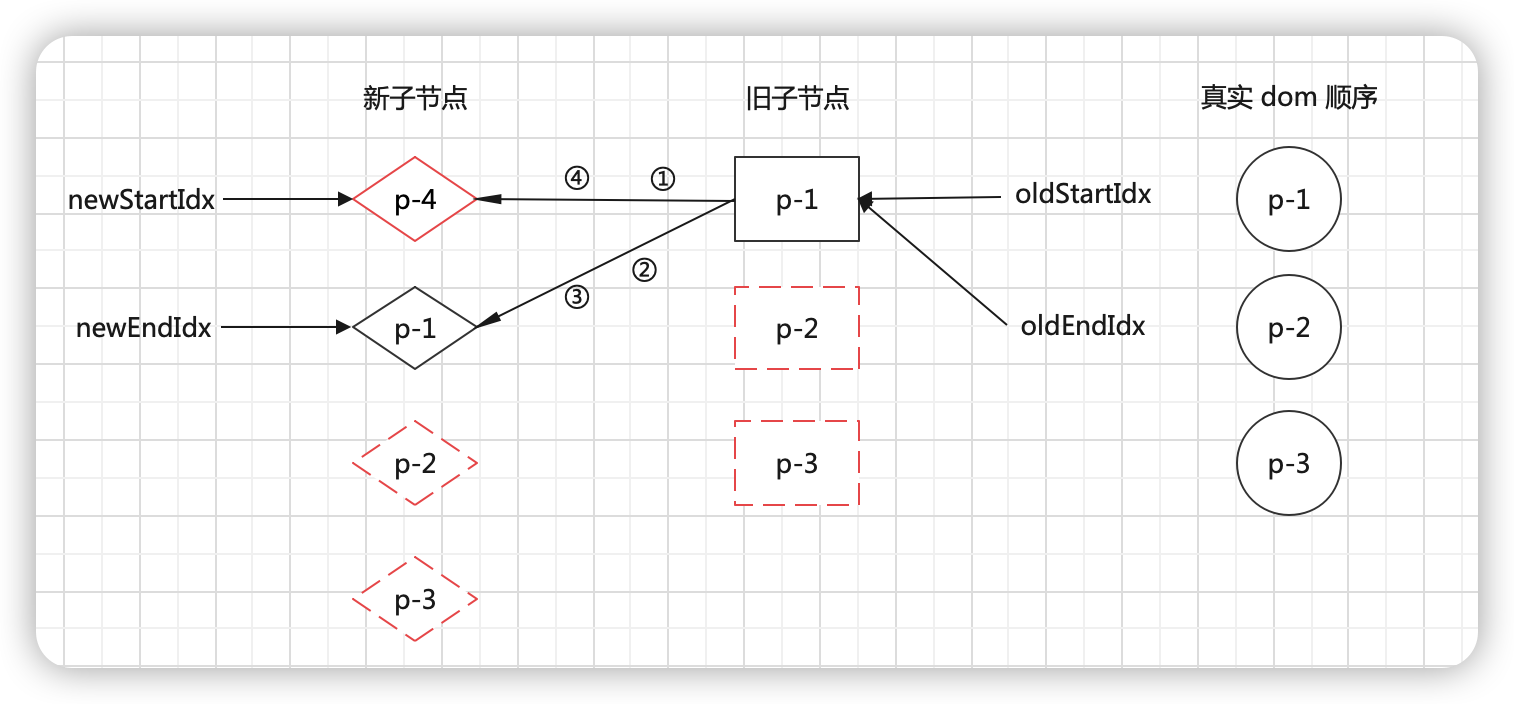 新子节点
旧子节点
真实 dom 顺序
newStartIdx
p-4
④
①
p-1
oldStartIdx
p-1
②
③
newEndIdx
p-1
p-2
oldEndIdx
p-2
p-2
p-3
p-3
p-3